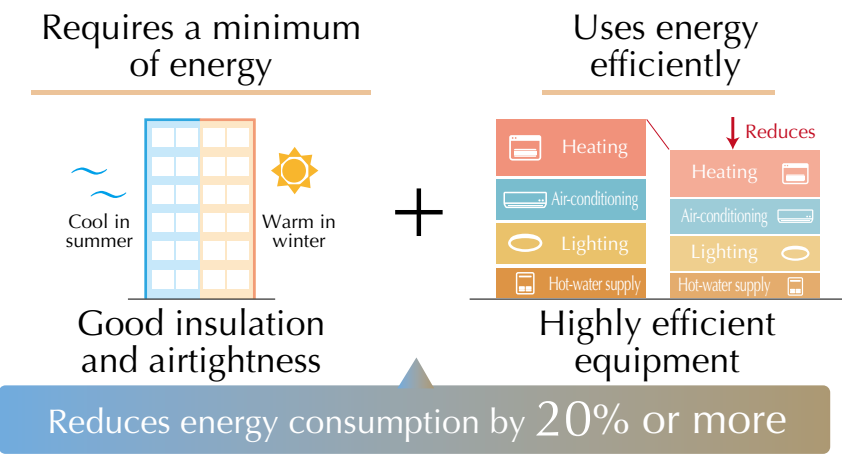 Requires a minimum
of energy
Cool in
summer
Warm in
winter
Good insulation
and airtightness
+
Uses energy
efficiently
Reduces
Heating
Air-conditioning
Lighting
Hot-water supply
Heating
Air-conditioning
Lighting
Hot-water supply
Highly efficient
equipment
Reduces energy consumption by 20% or more